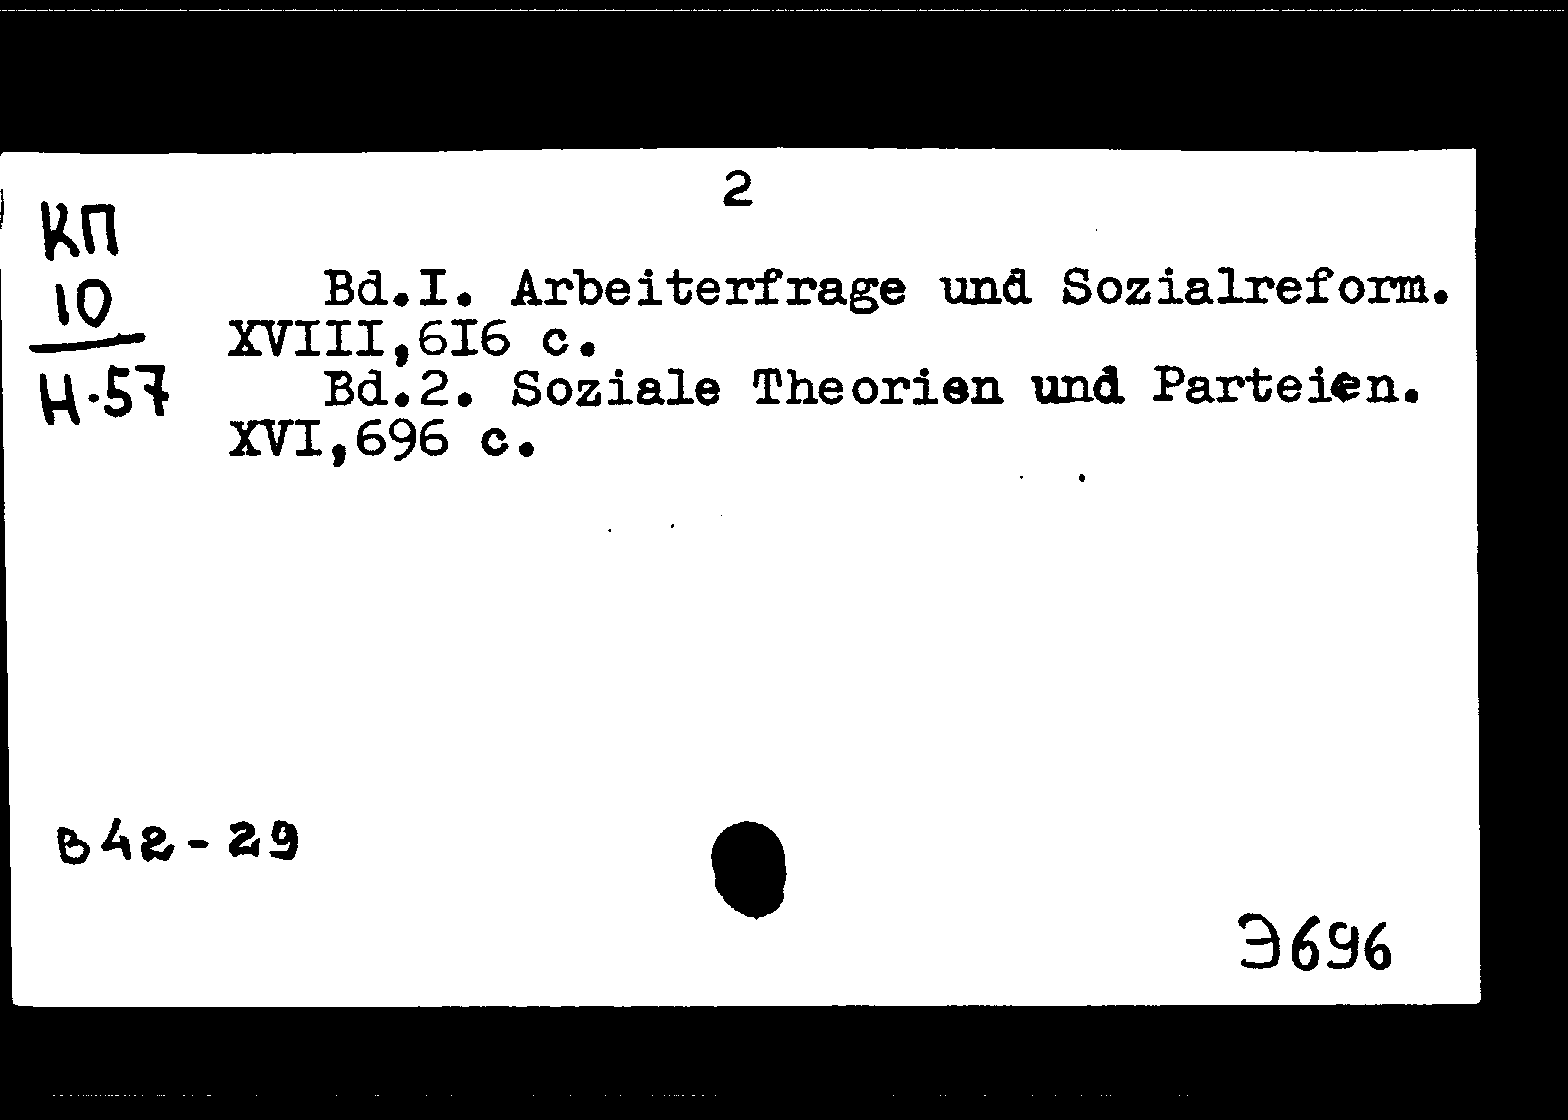 2
КП
10
Н·57
Bd.I. Arbeiterfrage und Sozialreform.
XVIII,6I6 с.
Bd.2. Soziale Theorien und Parteien.
XVI,696 с.
в42-29
Э696